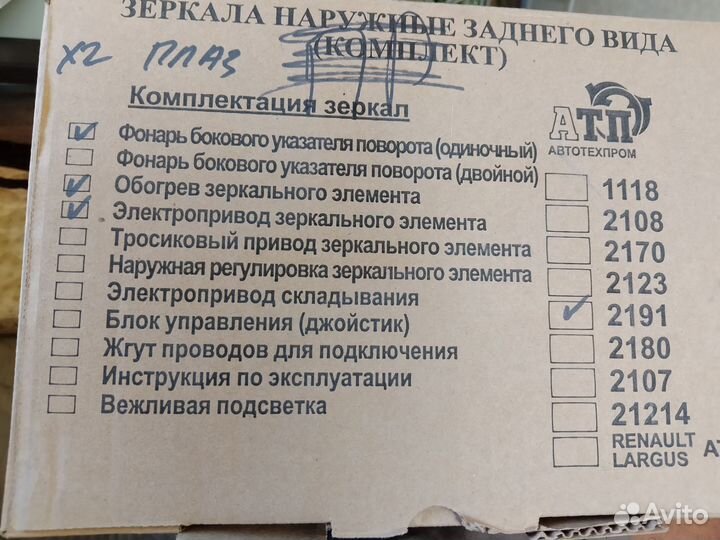 ЗЕРКАЛА НАРУЖНЫЕ ЗАДНЕГО ВИДА
(КОМПЛЕКТ)
Х2 ПЛАЗ
Комплектация зеркал
АТП
АВТОТЕХПРОМ
Фонарь бокового указателя поворота (одиночный)
Фонарь бокового указателя поворота (двойной)
Обогрев зеркального элемента
Электропривод зеркального элемента
Тросиковый привод зеркального элемента
Наружная регулировка зеркального элемента
Электропривод складывания
Блок управления (джойстик)
Жгут проводов для подключения
Инструкция по эксплуатации
Вежливая подсветка
1118
2108
2170
2123
2191
2180
2107
21214
RENAULT
LARGUS
Avito